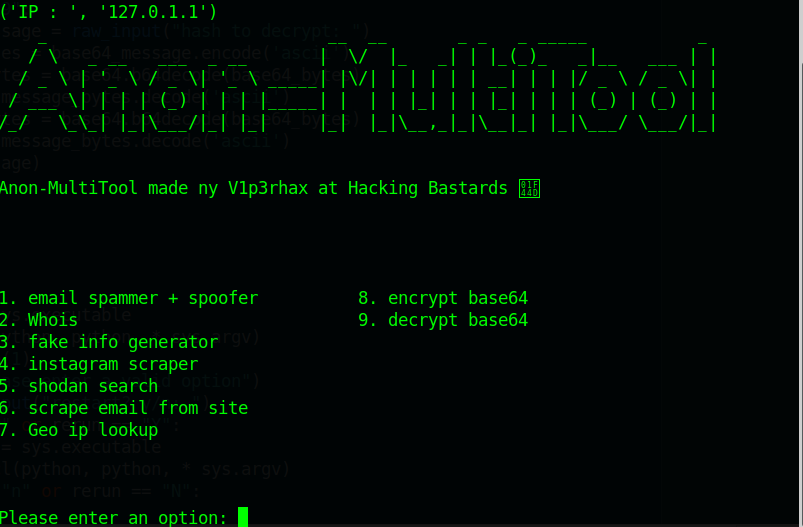 ('IP : ', '127.0.1.1')
Anon-MultiTool
Anon-MultiTool made ny V1p3rhax at Hacking Bastards
1. email spammer + spoofer
2. Whois
3. fake info generator
4. instagram scraper
5. shodan search
6. scrape email from site
7. Geo ip lookup
8. encrypt base64
9. decrypt base64
Please enter an option: